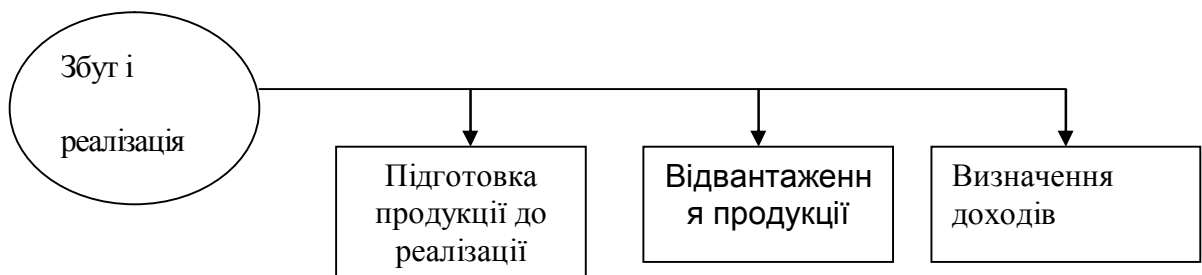 Збут і
реалізація
Підготовка
продукції до
реалізації
Відвантаженн
я продукції
Визначення
доходів